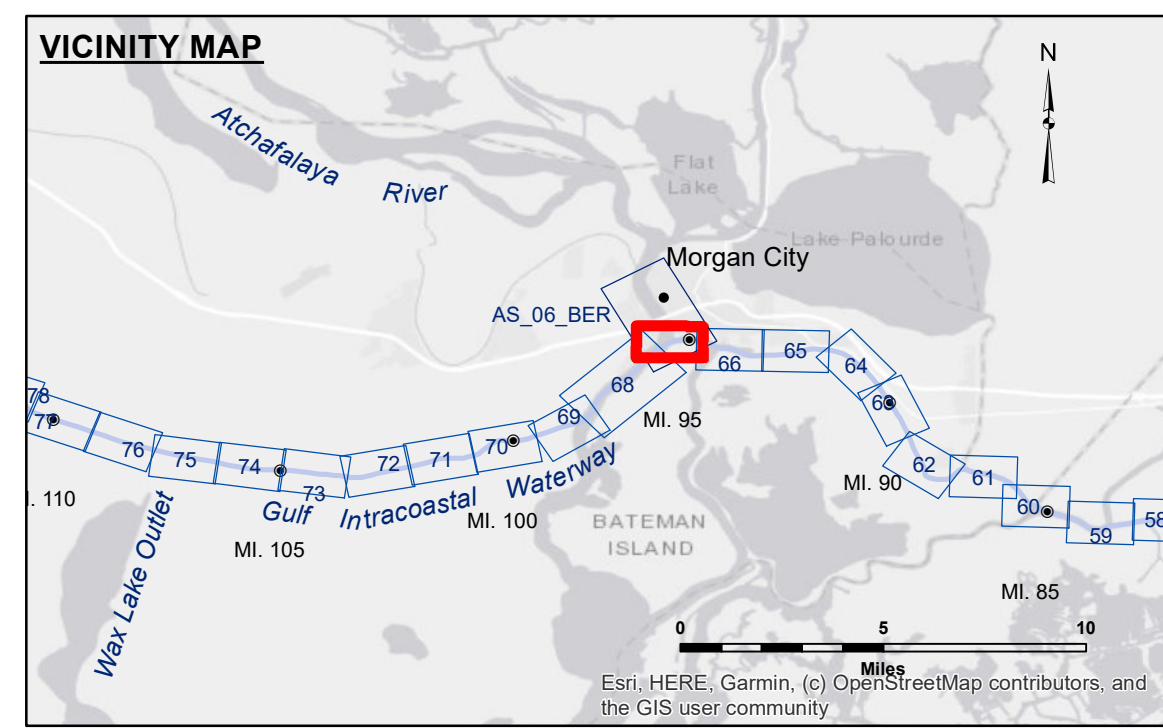 VICINITY MAP
N
Atchafalaya
River
Flat
Lake
Lake Palourde
Morgan City
AS_06_BER
66
65
64
63
68
MI. 95
69
62
61
60
59
58
MI. 90
78
77
76
75
74
73
72
71
70
MI. 110
Gulf Intracoastal Waterway
MI. 100
MI. 105
BATEMAN
ISLAND
Wax Lake Outlet
MI. 85
0 5 10
Miles
Esri, HERE, Garmin, (c) OpenStreetMap contributors, and
the GIS user community